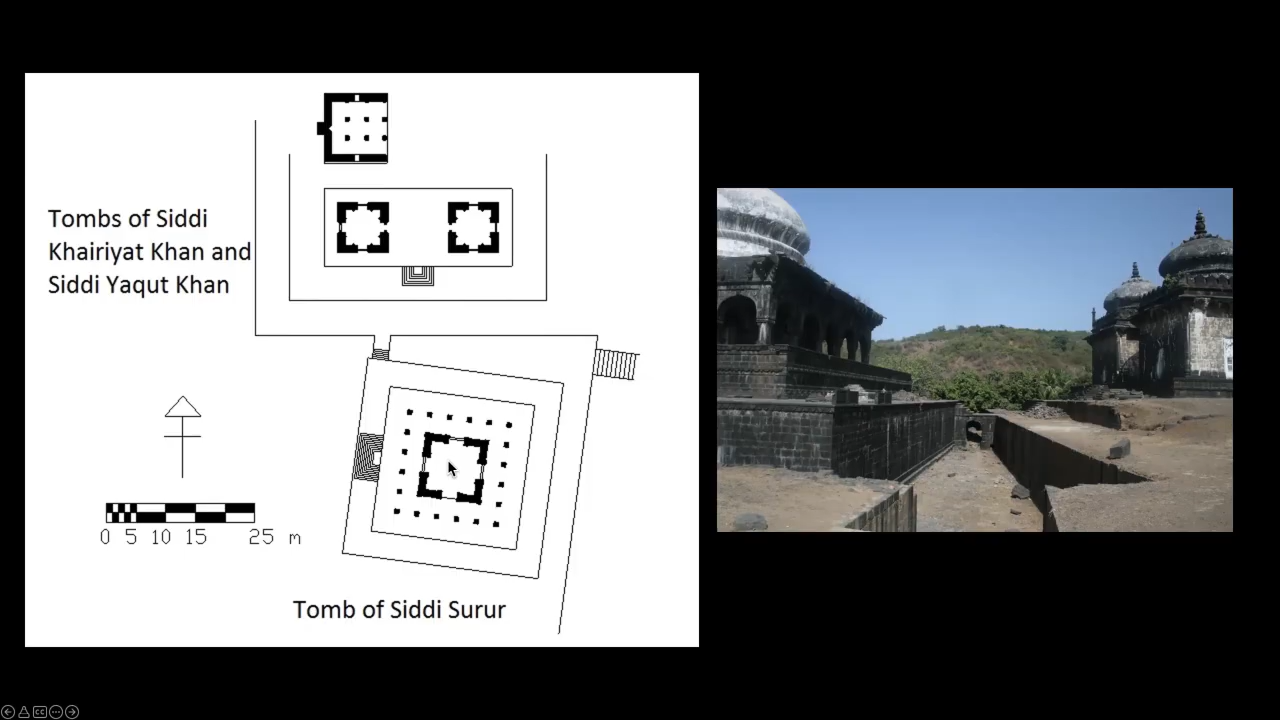 Tombs of Siddi
Khairiyat Khan and
Siddi Yaqut Khan
0 5 10 15 25 m
Tomb of Siddi Surur